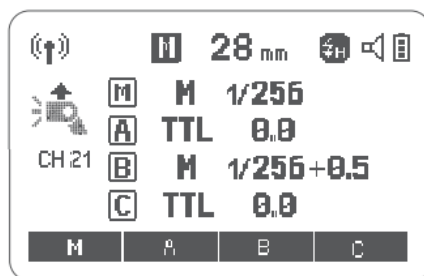 M 28 mm H
M M 1/256
A TTL 0.0
CH:21 B M 1/256+0.5
C TTL 0.0
M A B C